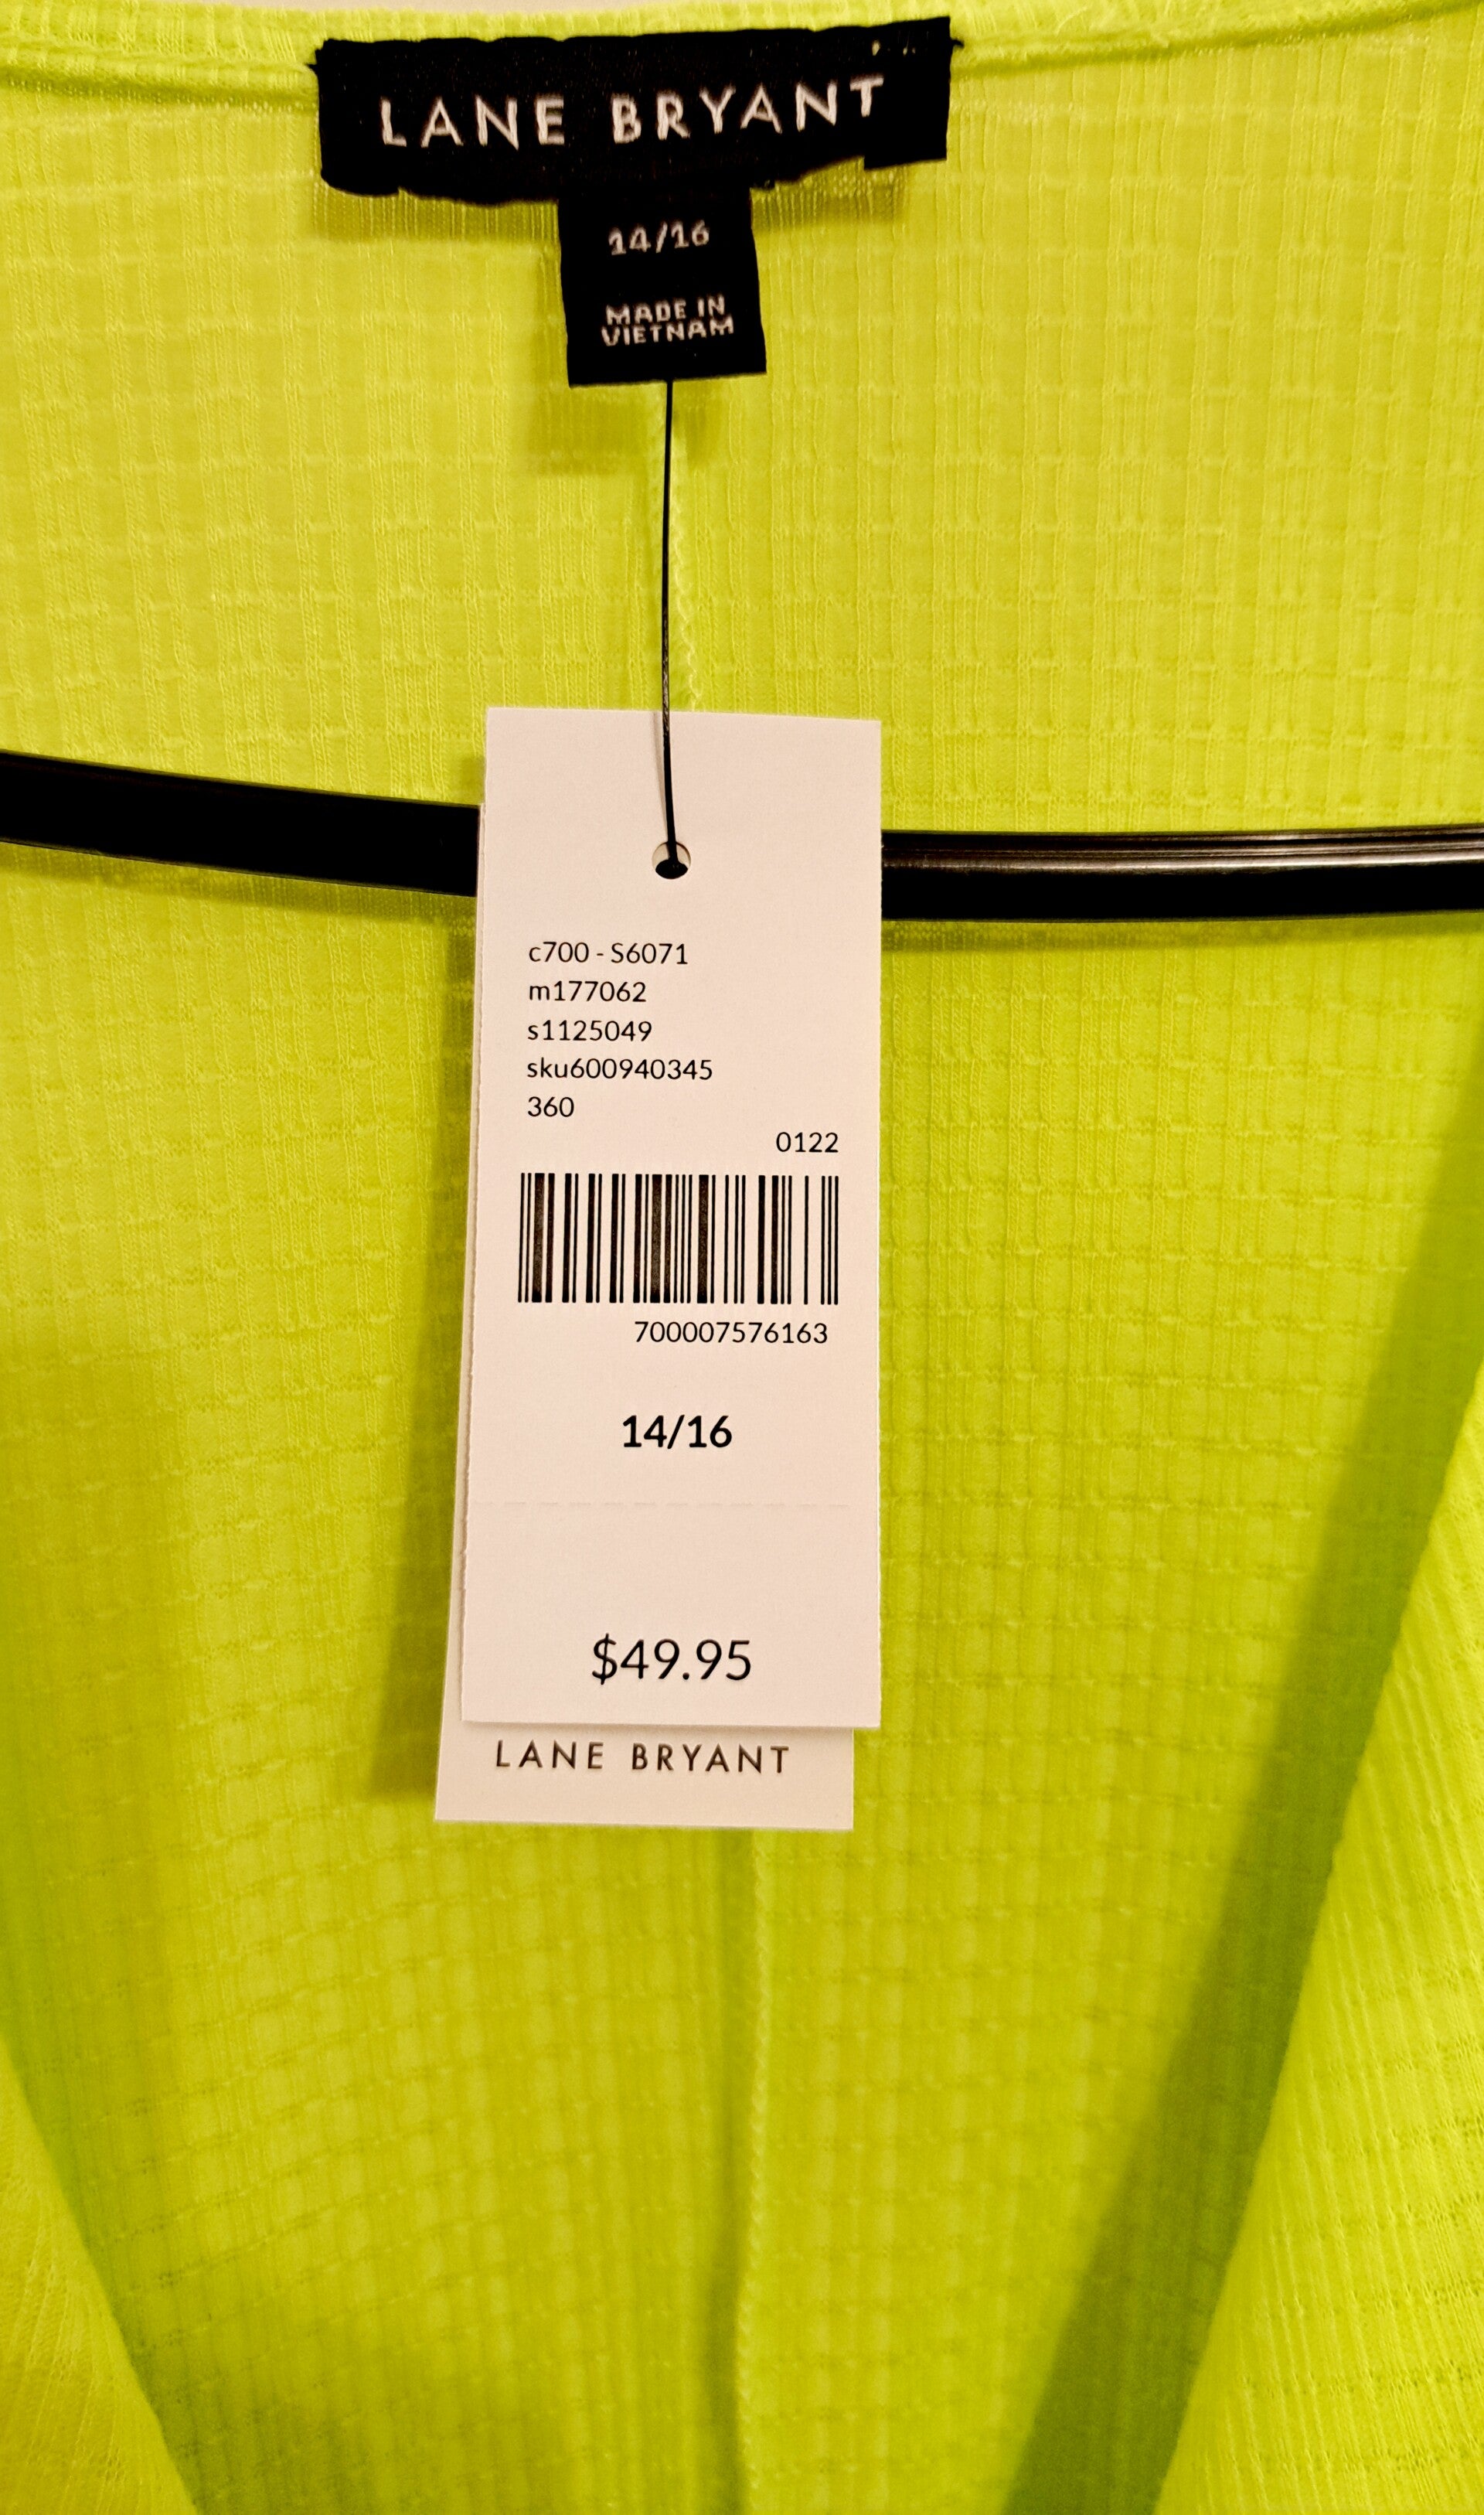 LANE BRYANT
14/16
MADE IN
VIETNAM
c700 - S6071
m177062
s1125049
sku600940345
360
0122
700007576163
14/16
$49.95
LANE BRYANT